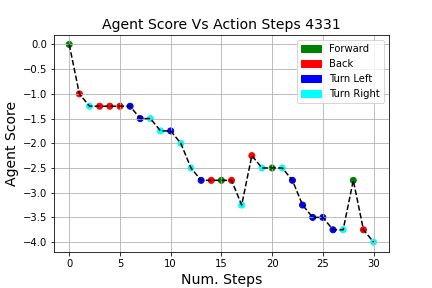 Agent Score Vs Action Steps 4331
Agent Score
0.0
−0.5
−1.0
−1.5
−2.0
−2.5
−3.0
−3.5
−4.0
Forward
Back
Turn Left
Turn Right
0 5 10 15 20 25 30
Num. Steps